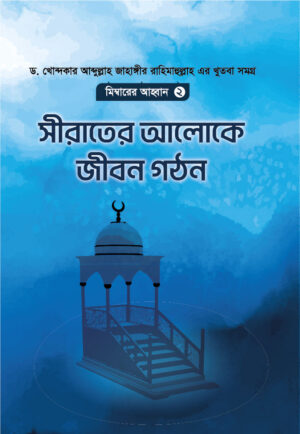 ড. খোন্দকার আব্দুল্লাহ জাহাঙ্গীর রাহিমাহুল্লাহ এর খুতবা সমগ্র
মিম্বারের আহ্বান ২
সীরাতের আলোকে
জীবন গঠন